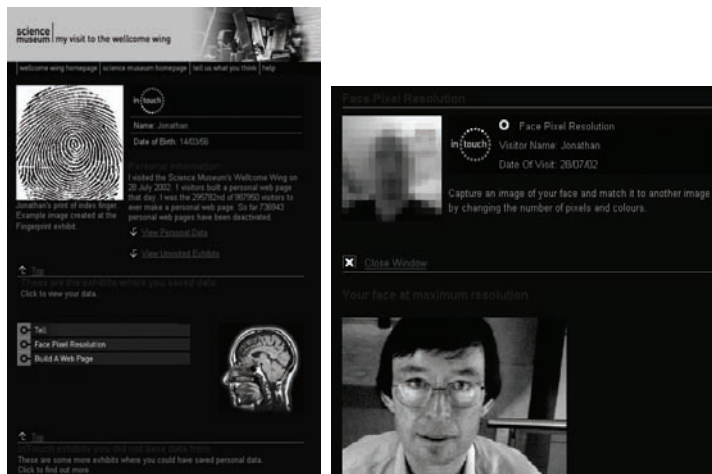 science
museum
my visit to the wellcome wing
wellcome wing homepage science museum homepage tell us what you think help
in touch
Name: Jonathan
Date of Birth: 14/03/56
Personal Information
I visited the Science Museum's Wellcome Wing on
28 July 2002. 1 visitors built a personal web page
that day. I was the 295782nd of 987950 visitors to
ever make a personal web page. So far 736943
personal web pages have been deactivated.
Jonathan's print of index finger.
Example image created at the
Fingerprint exhibit.
View Personal Data
View Unvisited Exhibits
Top
These are the exhibits where you saved data.
Click to view your data.
Tell
Face Pixel Resolution
Build A Web Page
Top
InTouch exhibits you did not save data from
These are some more exhibits where you could have saved personal data.
Click to find out more
Face Pixel Resolution
in touch
Face Pixel Resolution
Visitor Name: Jonathan
Date Of Visit: 28/07/02
Capture an image of your face and match it to another image
by changing the number of pixels and colours.
Close Window
Your face at maximum resolution